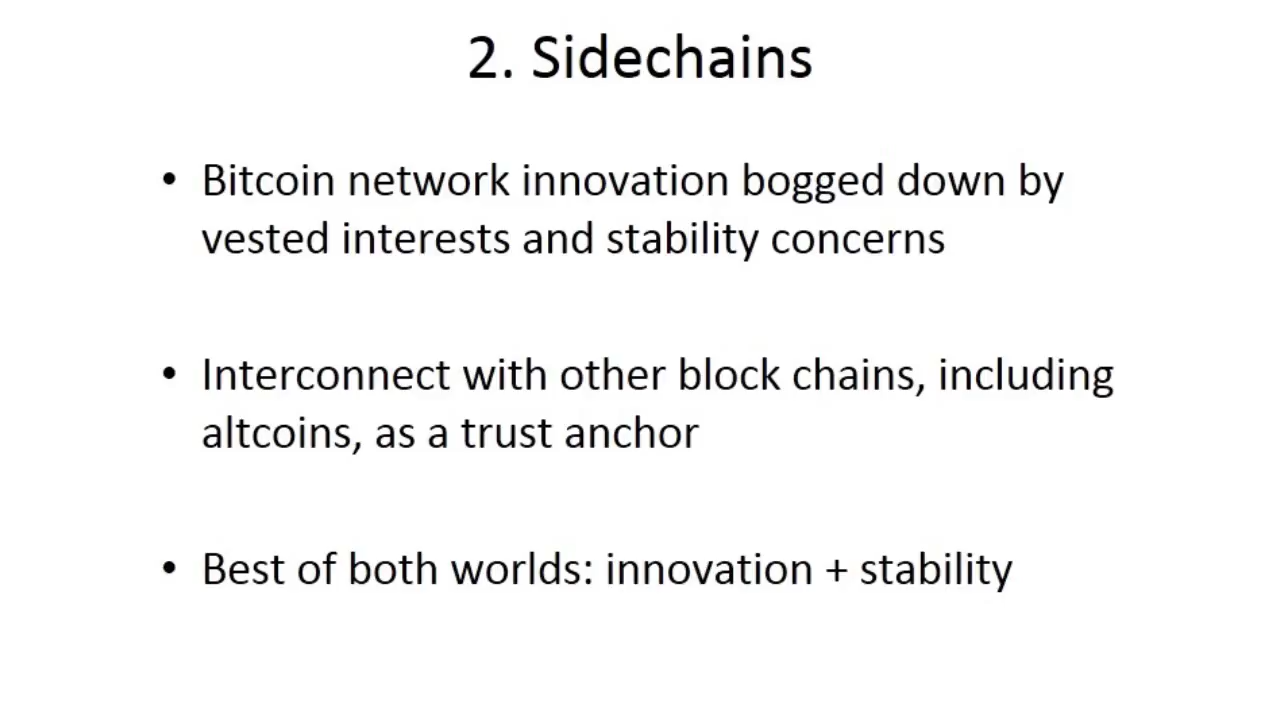 2. Sidechains
• Bitcoin network innovation bogged down by
vested interests and stability concerns
• Interconnect with other block chains, including
altcoins, as a trust anchor
• Best of both worlds: innovation + stability